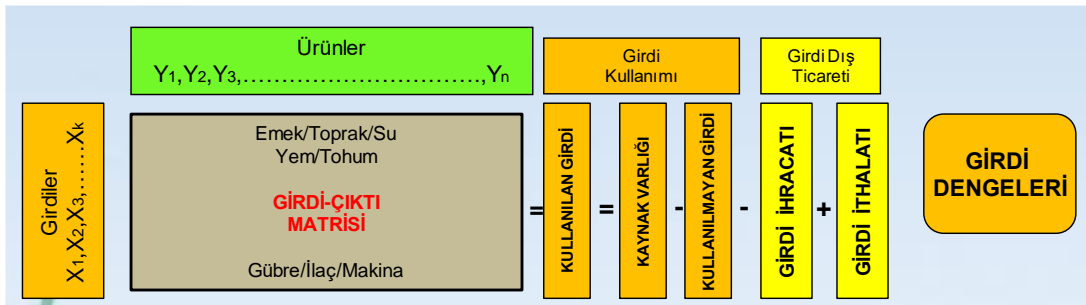 Ürünler
Y1,Y2,Y3,……………………………,Yn
Girdi
Kullanımı
Girdi Dış
Ticareti
Girdiler
X1,X2,X3,……Xk
Emek/Toprak/Su
Yem/Tohum
GİRDİ-ÇIKTI
MATRİSİ
Gübre/İlaç/Makina
=
KULLANILAN GİRDİ
=
KAYNAK VARLIĞI
-
KULLANILMAYAN GİRDİ
-
GİRDİ İHRACATI
+
GİRDİ İTHALATI
GİRDİ
DENGELERİ